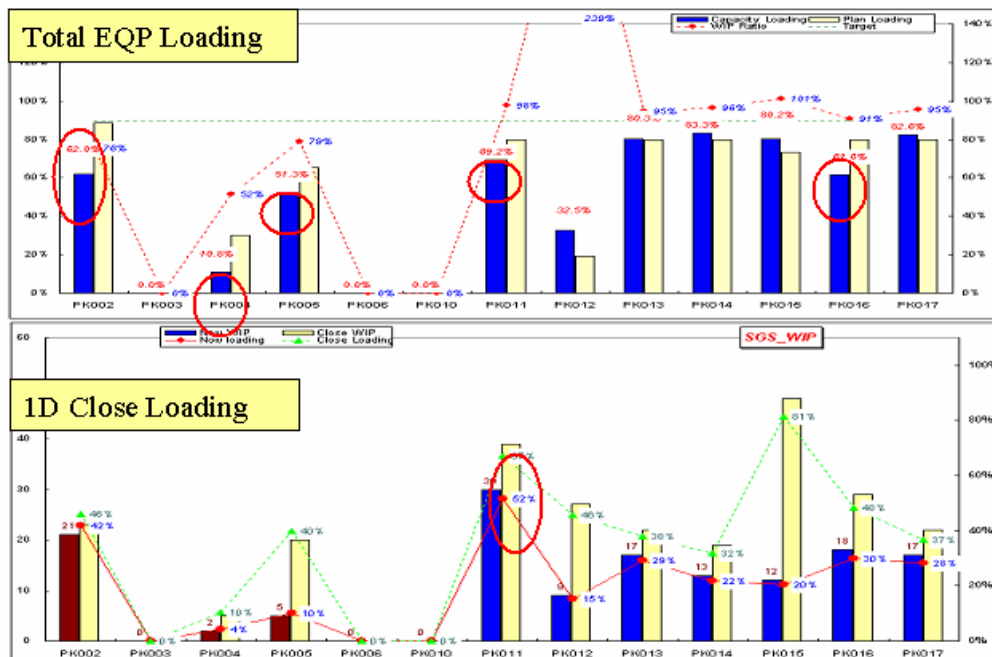 Total EQP Loading
239%
140% 140%
Capacity Loading Plan Loading
WIP Ratio Target
120% 120%
100% 98% 95% 96% 101% 91% 95% 100%
80% 62.0% 78% 79% 69.2% 80.3% 83.3% 80.2% 82.6% 80%
60% 52% 51.3% 60%
40% 32.5% 40%
20% 10.8% 20%
0% 0.0% 0% 0.0% 0% 0.0% 0% 0%
PK002 PK003 PK004 PK005 PK006 PK010 PK011 PK012 PK013 PK014 PK015 PK016 PK017
60 Now WIP Close WIP SGS_WIP 100%
Now loading Close Loading
1D Close Loading
40 81% 80%
30 52% 60%
20 21 46% 42% 40% 46% 17 38% 18 48% 17 37% 40%
10 5 10% 10% 9 15% 29% 13 32% 22% 12 20% 30% 28% 20%
0 0 0% 2 4% 0 0% 0 0% 0%
PK002 PK003 PK004 PK005 PK006 PK010 PK011 PK012 PK013 PK014 PK015 PK016 PK017